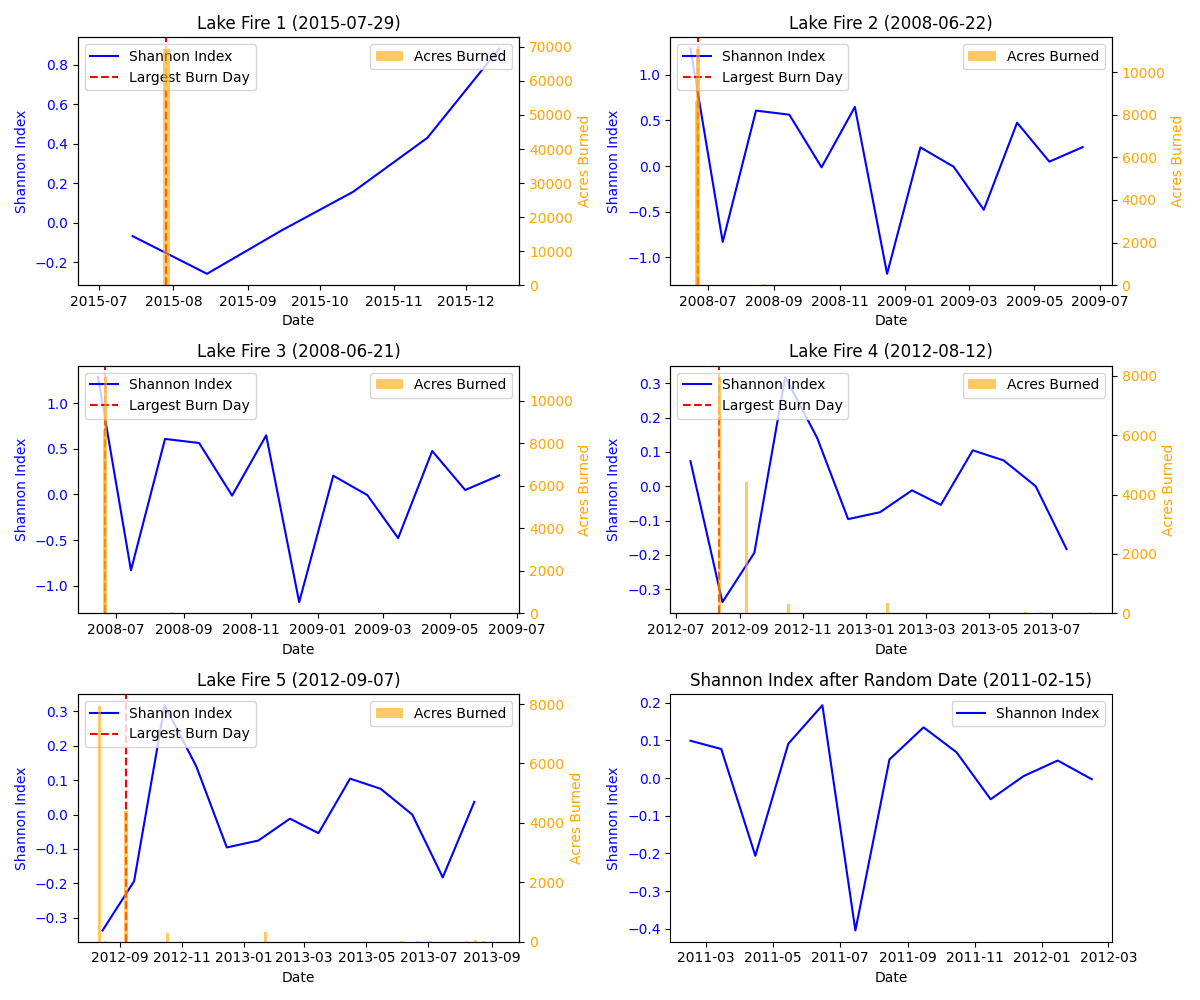 Lake Fire 1 (2015-07-29)
Shannon Index
Largest Burn Day
Acres Burned
0.8
0.6
0.4
0.2
0.0
−0.2
Shannon Index
70000
60000
50000
40000
30000
20000
10000
0
Acres Burned
2015-07 2015-08 2015-09 2015-10 2015-11 2015-12
Date
Lake Fire 2 (2008-06-22)
Shannon Index
Largest Burn Day
Acres Burned
1.0
0.5
0.0
−0.5
−1.0
Shannon Index
10000
8000
6000
4000
2000
0
Acres Burned
2008-07 2008-09 2008-11 2009-01 2009-03 2009-05 2009-07
Date
Lake Fire 3 (2008-06-21)
Shannon Index
Largest Burn Day
Acres Burned
1.0
0.5
0.0
−0.5
−1.0
Shannon Index
10000
8000
6000
4000
2000
0
Acres Burned
2008-07 2008-09 2008-11 2009-01 2009-03 2009-05 2009-07
Date
Lake Fire 4 (2012-08-12)
Shannon Index
Largest Burn Day
Acres Burned
0.3
0.2
0.1
0.0
−0.1
−0.2
−0.3
Shannon Index
8000
6000
4000
2000
0
Acres Burned
2012-07 2012-09 2012-11 2013-01 2013-03 2013-05 2013-07
Date
Lake Fire 5 (2012-09-07)
Shannon Index
Largest Burn Day
Acres Burned
0.3
0.2
0.1
0.0
−0.1
−0.2
−0.3
Shannon Index
8000
6000
4000
2000
0
Acres Burned
2012-09 2012-11 2013-01 2013-03 2013-05 2013-07 2013-09
Date
Shannon Index after Random Date (2011-02-15)
Shannon Index
0.2
0.1
0.0
−0.1
−0.2
−0.3
−0.4
Shannon Index
2011-03 2011-05 2011-07 2011-09 2011-11 2012-01 2012-03
Date